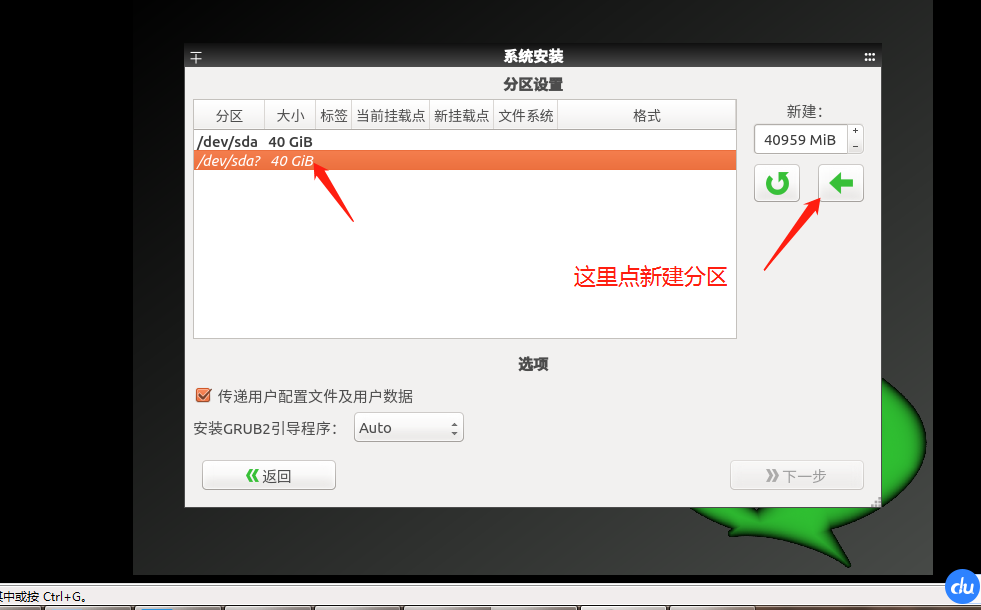 系统安装
分区设置
分区 大小 标签 当前挂载点 新挂载点 文件系统 格式
/dev/sda 40 GiB
/dev/sda? 40 GiB
新建：
40959 MiB
这里点新建分区
选项
传递用户配置文件及用户数据
安装GRUB2引导程序： Auto
返回 下一步
其中或按 Ctrl+G。
du